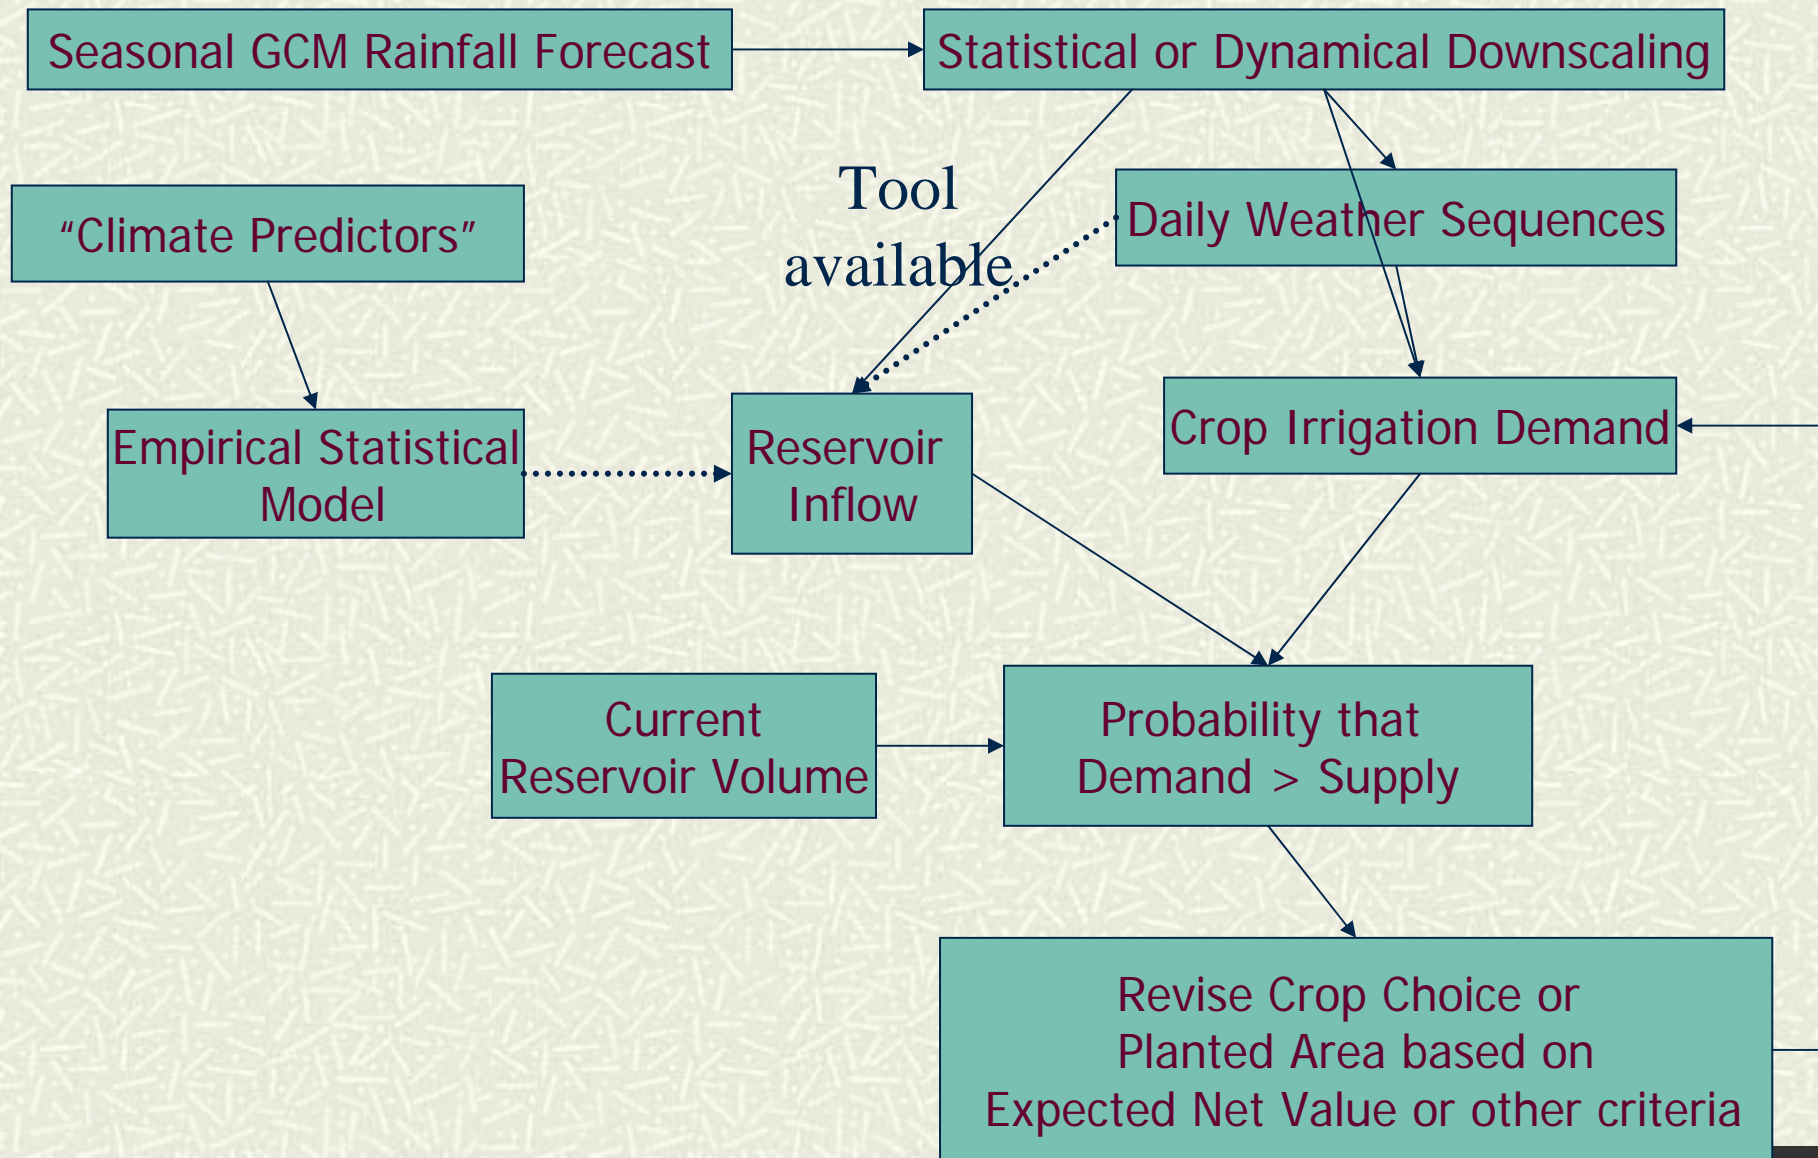 Seasonal GCM Rainfall Forecast
Statistical or Dynamical Downscaling
Tool
available
Daily Weather Sequences
“Climate Predictors”
Empirical Statistical
Model
Reservoir
Inflow
Crop Irrigation Demand
Current
Reservoir Volume
Probability that
Demand > Supply
Revise Crop Choice or
Planted Area based on
Expected Net Value or other criteria